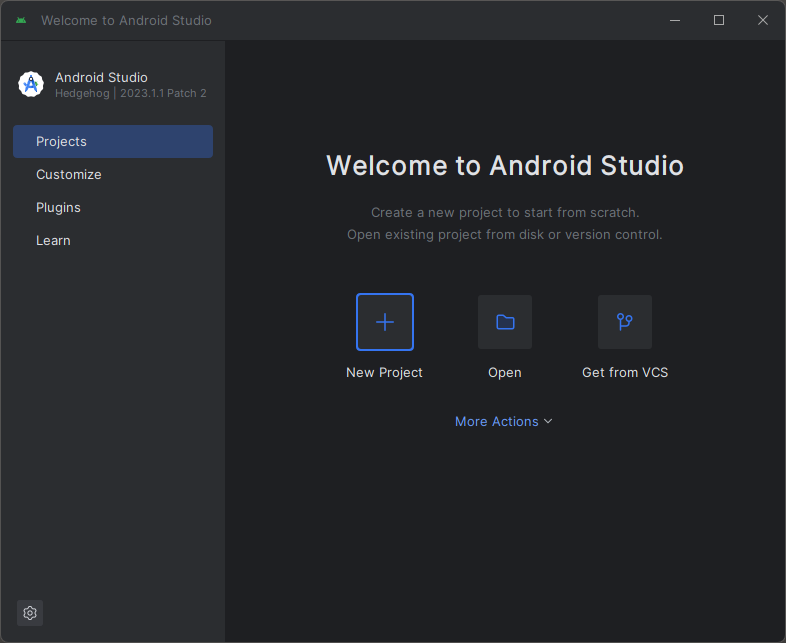 Welcome to Android Studio
Android Studio
Hedgehog | 2023.1.1 Patch 2
Projects
Customize
Plugins
Learn
Welcome to Android Studio
Create a new project to start from scratch.
Open existing project from disk or version control.
New Project
Open
Get from VCS
More Actions